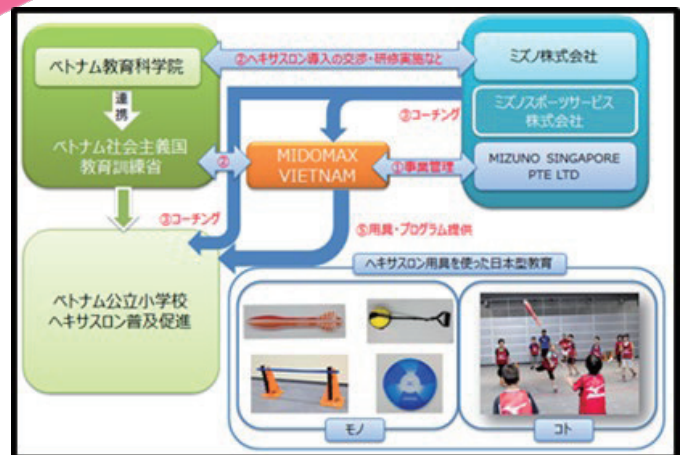 ベトナム教育科学院
②ヘキサスロン導入の交渉・研修実施など
ミズノ株式会社
連
携
③コーチング
ミズノスポーツサービス
株式会社
ベトナム社会主義国
教育訓練省
②
MIDOMAX
VIETNAM
①事業管理
MIZUNO SINGAPORE
PTE LTD
③コーチング
⑤用具・プログラム提供
ベトナム公立小学校
ヘキサスロン普及促進
ヘキサスロン用具を使った日本型教育
モノ
コト